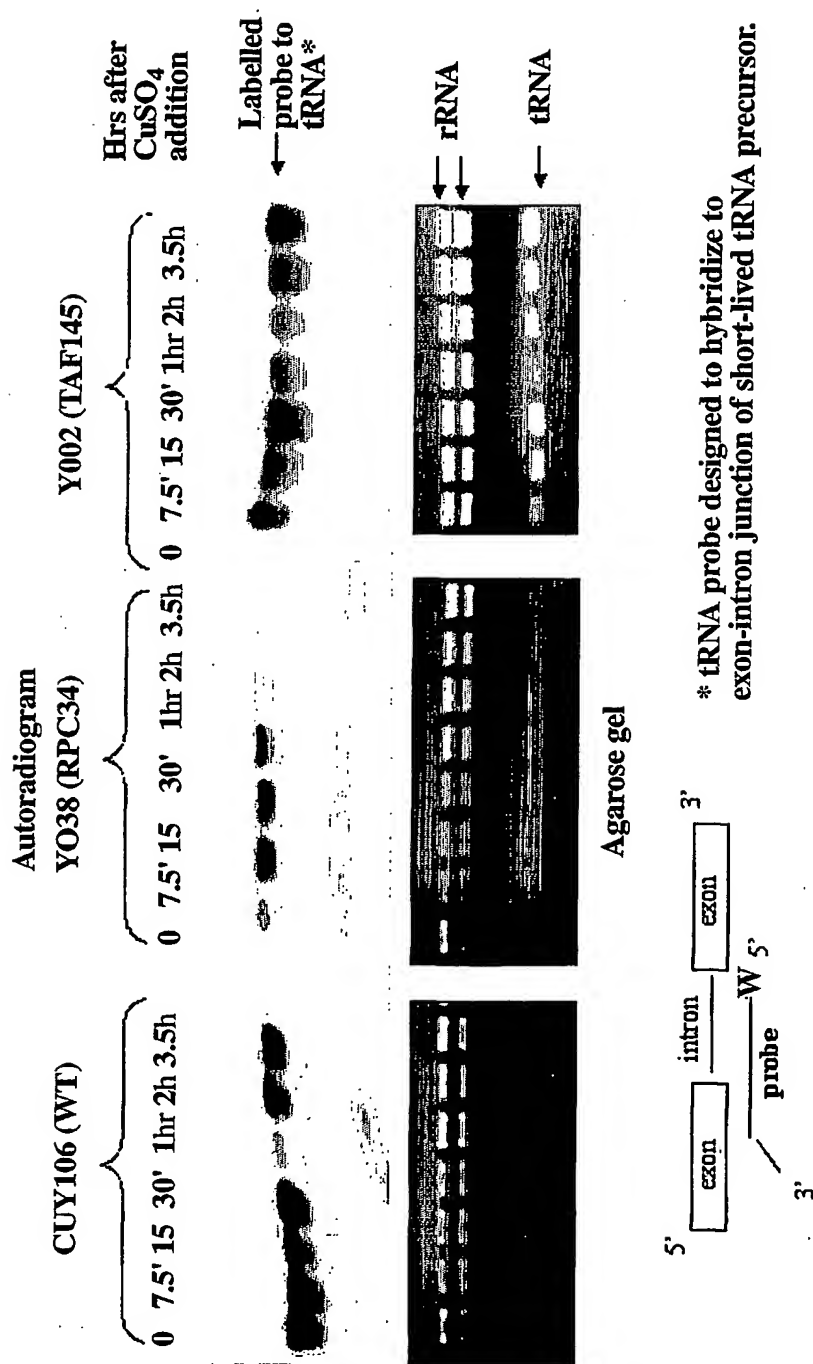 Autoradiogram
CUY106 (WT)
YO38 (RPC34)
Y002 (TAF145)
Hrs after
CuSO4
addition
0 7.5' 15 30' 1hr 2h 3.5h
0 7.5' 15 30' 1hr 2h 3.5h
0 7.5' 15 30' 1hr 2h 3.5h
Labelled
probe to
tRNA*
rRNA
tRNA
Agarose gel
5'
exon
intron
exon
3'
3'
probe
W 5'
* tRNA probe designed to hybridize to
exon-intron junction of short-lived tRNA precursor.